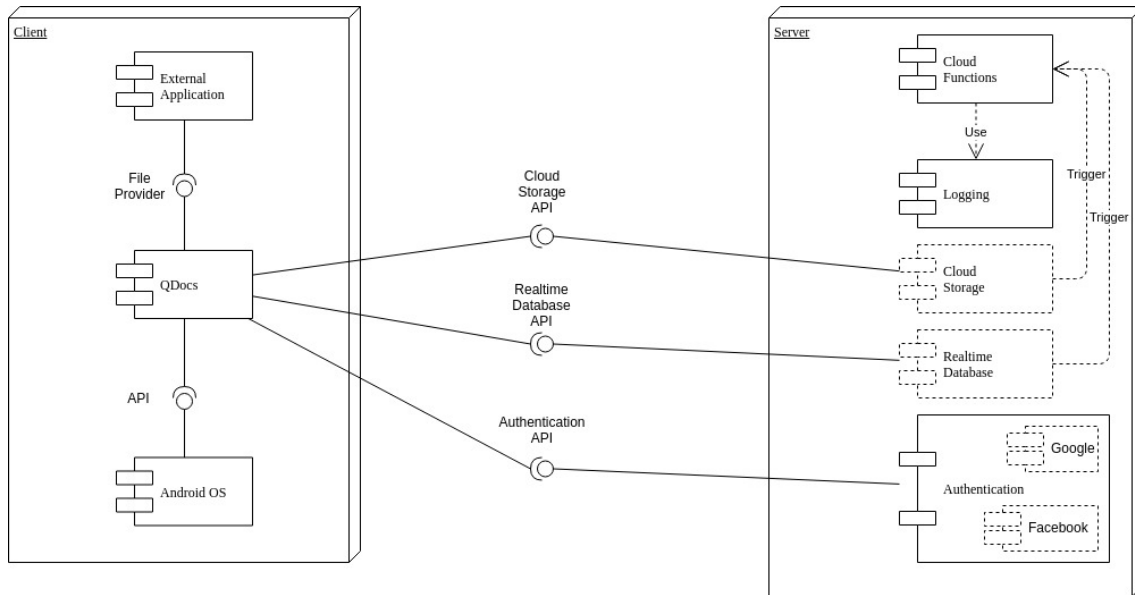 Client
External
Application
File
Provider
QDocs
API
Android OS
Cloud
Storage
API
Realtime
Database
API
Authentication
API
Server
Cloud
Functions
Use
Logging
Trigger
Trigger
Cloud
Storage
Realtime
Database
Google
Authentication
Facebook